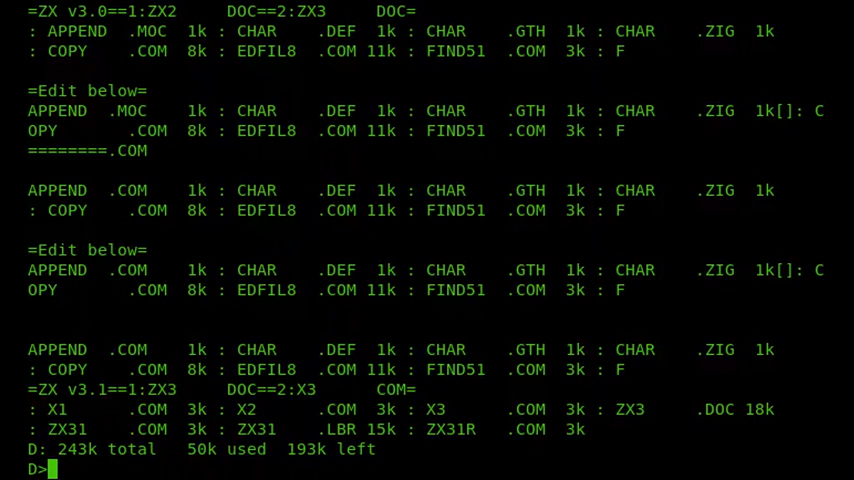 =ZX v3.0==1:ZX2     DOC==2:ZX3     DOC=
: APPEND  .MOC  1k : CHAR    .DEF  1k : CHAR    .GTH  1k : CHAR    .ZIG  1k
: COPY    .COM  8k : EDFIL8  .COM 11k : FIND51  .COM  3k : F
=Edit below=
APPEND  .MOC    1k : CHAR    .DEF  1k : CHAR    .GTH  1k : CHAR    .ZIG  1k[]: C
OPY       .COM  8k : EDFIL8  .COM 11k : FIND51  .COM  3k : F
========.COM
APPEND  .COM    1k : CHAR    .DEF  1k : CHAR    .GTH  1k : CHAR    .ZIG  1k
: COPY    .COM  8k : EDFIL8  .COM 11k : FIND51  .COM  3k : F
=Edit below=
APPEND  .COM    1k : CHAR    .DEF  1k : CHAR    .GTH  1k : CHAR    .ZIG  1k[]: C
OPY       .COM  8k : EDFIL8  .COM 11k : FIND51  .COM  3k : F
APPEND  .COM    1k : CHAR    .DEF  1k : CHAR    .GTH  1k : CHAR    .ZIG  1k
: COPY    .COM  8k : EDFIL8  .COM 11k : FIND51  .COM  3k : F
=ZX v3.1==1:ZX3     DOC==2:X3      COM=
: X1      .COM  3k : X2      .COM  3k : X3      .COM  3k : ZX3     .DOC 18k
: ZX31    .COM  3k : ZX31    .LBR 15k : ZX31R   .COM  3k
D: 243k total   50k used  193k left
D>